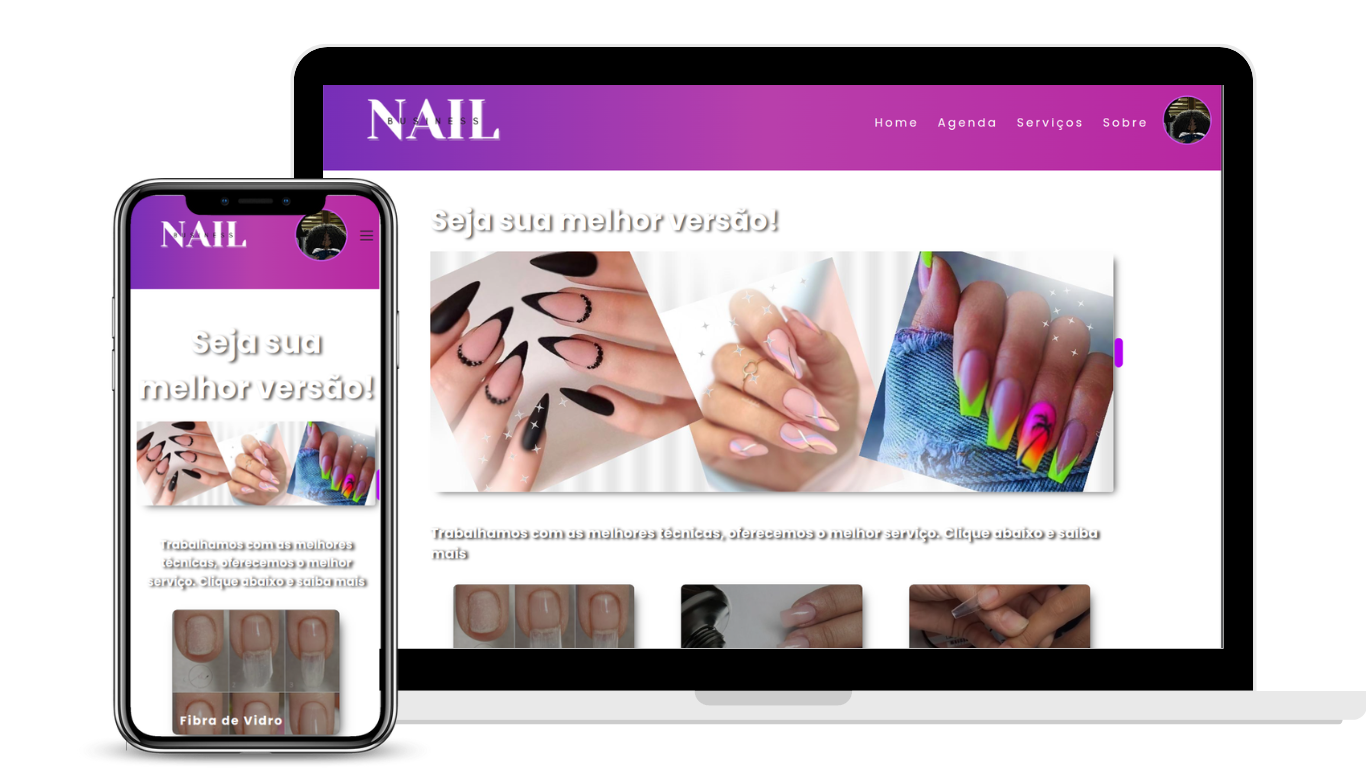 NAIL
BUSINESS
Home Agenda Serviços Sobre
Seja sua melhor versão!
Trabalhamos com as melhores técnicas, oferecemos o melhor serviço. Clique abaixo e saiba
mais
NAIL
BUSINESS
Seja sua
melhor versão!
Trabalhamos com as melhores
técnicas, oferecemos o melhor
serviço. Clique abaixo e saiba mais
Fibra de Vidro